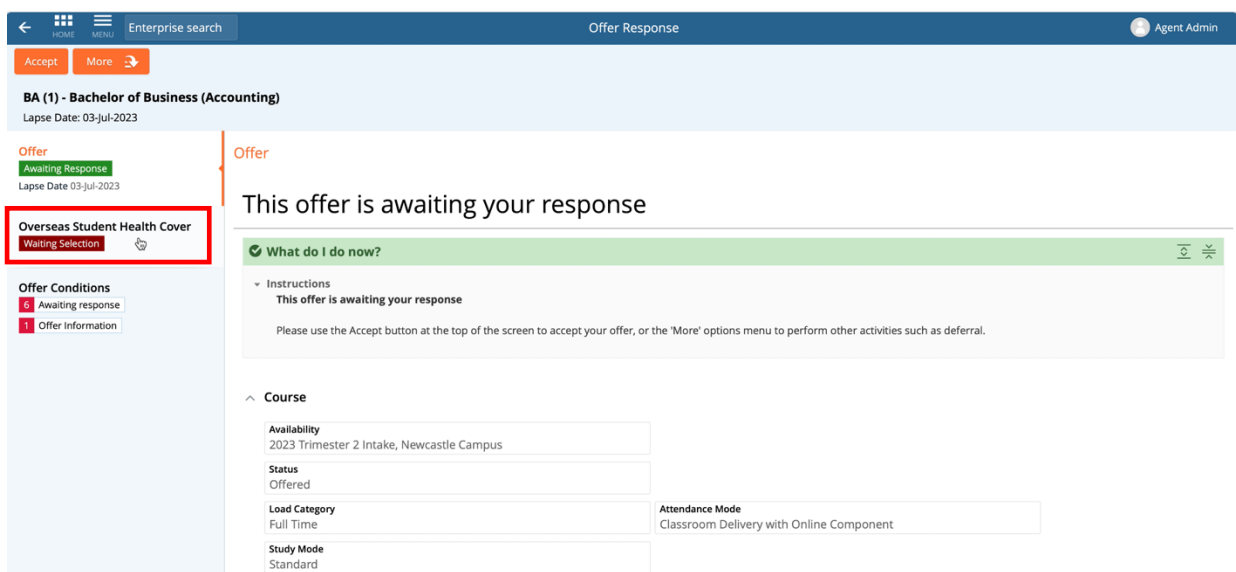 HOME
MENU
Enterprise search
Offer Response
Agent Admin
Accept
More
BA (1) - Bachelor of Business (Accounting)
Lapse Date: 03-Jul-2023
Offer
Awaiting Response
Lapse Date 03-Jul-2023
Overseas Student Health Cover
Waiting Selection
Offer Conditions
6 Awaiting response
1 Offer Information
Offer
This offer is awaiting your response
What do I do now?
Instructions
This offer is awaiting your response
Please use the Accept button at the top of the screen to accept your offer, or the 'More' options menu to perform other activities such as deferral.
Course
Availability
2023 Trimester 2 Intake, Newcastle Campus
Status
Offered
Load Category
Full Time
Attendance Mode
Classroom Delivery with Online Component
Study Mode
Standard